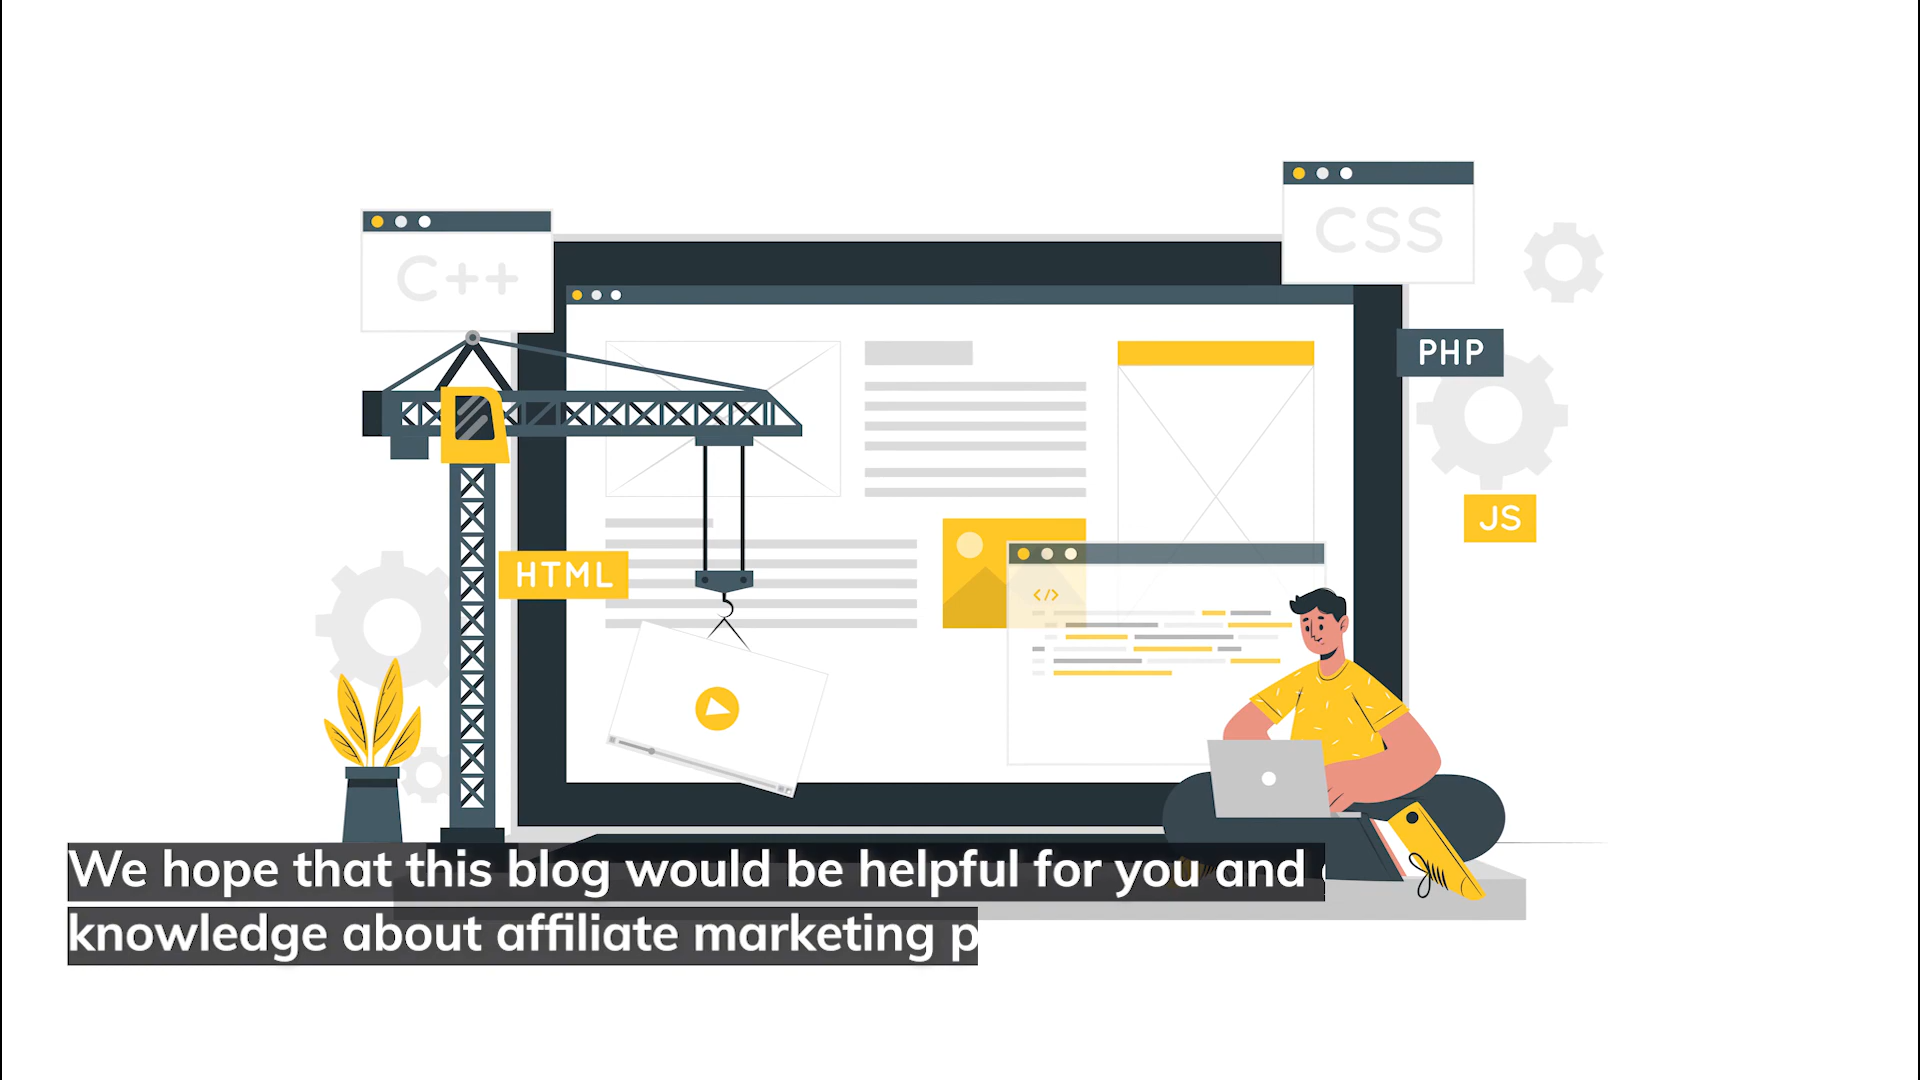 CSS
C++
PHP
JS
HTML
</>
We hope that this blog would be helpful for you and
knowledge about affiliate marketing